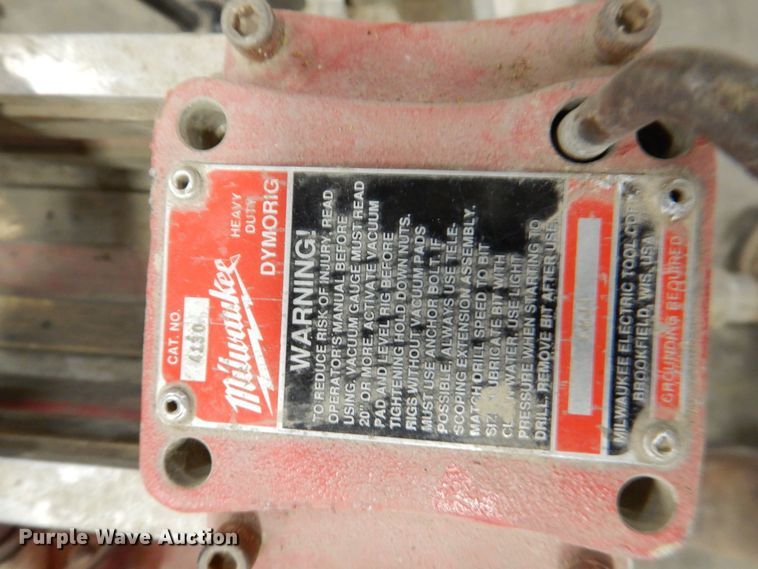 CAT. NO.
4130
Milwaukee
HEAVY
DUTY
DYMORIG
WARNING!
TO REDUCE RISK OF INJURY, READ
OPERATOR'S MANUAL BEFORE
USING. VACUUM GAUGE MUST READ
20" OR MORE. ACTIVATE VACUUM
PAD AND LEVEL RIG BEFORE
TIGHTENING HOLD DOWN NUTS.
RIGS WITHOUT VACUUM PADS
MUST USE ANCHOR BOLT. IF
POSSIBLE, ALWAYS USE TELE-
SCOPING EXTENSION ASSEMBLY.
MATCH DRILL SPEED TO BIT
LUBRICATE BIT WITH
WATER, USE LIGHT
PRESSURE WHEN STARTING TO
DRILL. REMOVE BIT AFTER USE.
MILWAUKEE ELECTRIC TOOL CORP.
BROOKFIELD, WIS. USA
GROUNDING REQUIRED
Purple Wave Auction
Purple Wave Auction